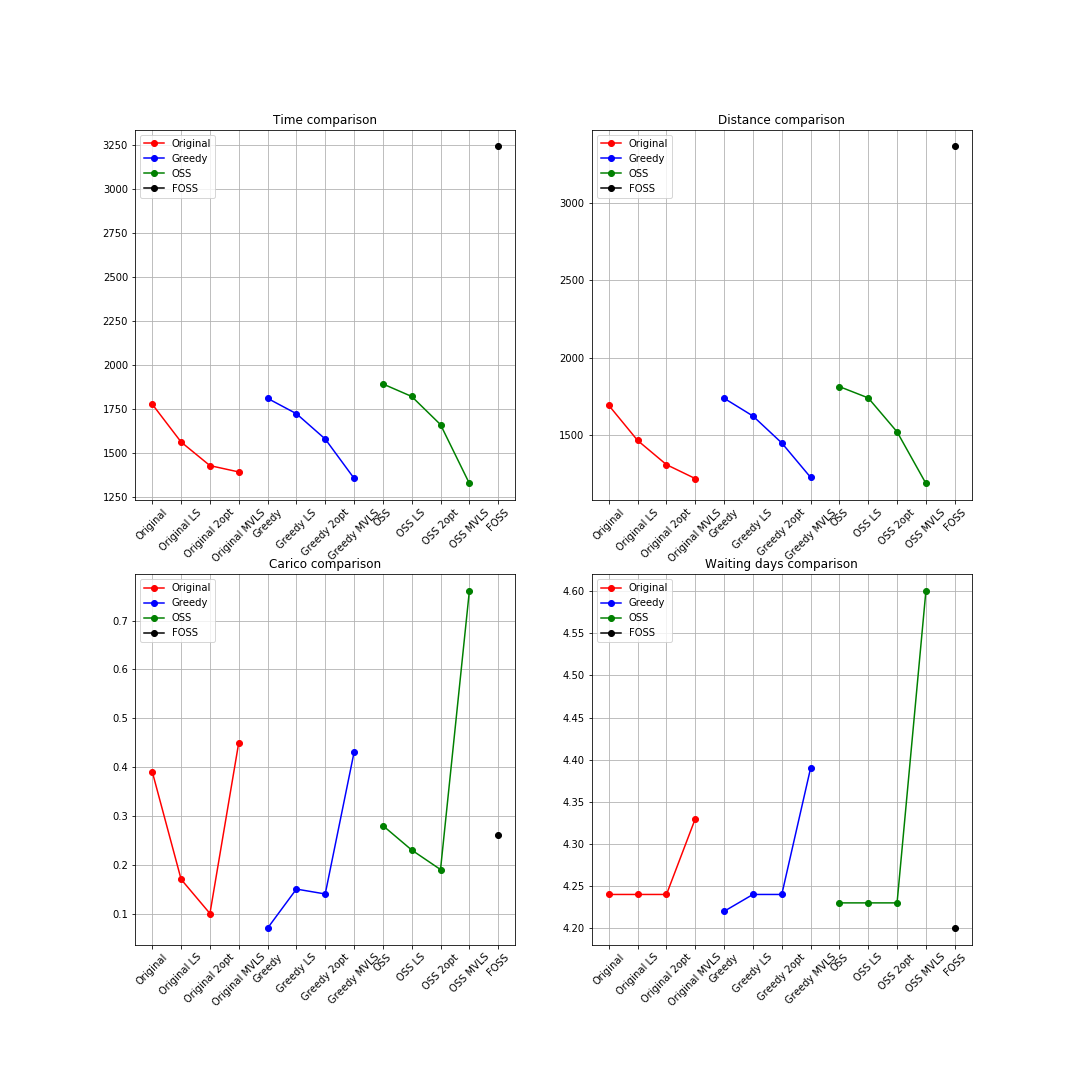 Time comparison
Original
Greedy
OSS
FOSS
3250
3000
2750
2500
2250
2000
1750
1500
1250
Original
Original LS
Original 2opt
Original MVLS
Greedy
Greedy LS
Greedy 2opt
Greedy MVLS
OSS
OSS LS
OSS 2opt
OSS MVLS
FOSS
Distance comparison
Original
Greedy
OSS
FOSS
3000
2500
2000
1500
Original
Original LS
Original 2opt
Original MVLS
Greedy
Greedy LS
Greedy 2opt
Greedy MVLS
OSS
OSS LS
OSS 2opt
OSS MVLS
FOSS
Carico comparison
Original
Greedy
OSS
FOSS
0.7
0.6
0.5
0.4
0.3
0.2
0.1
Original
Original LS
Original 2opt
Original MVLS
Greedy
Greedy LS
Greedy 2opt
Greedy MVLS
OSS
OSS LS
OSS 2opt
OSS MVLS
FOSS
Waiting days comparison
Original
Greedy
OSS
FOSS
4.60
4.55
4.50
4.45
4.40
4.35
4.30
4.25
4.20
Original
Original LS
Original 2opt
Original MVLS
Greedy
Greedy LS
Greedy 2opt
Greedy MVLS
OSS
OSS LS
OSS 2opt
OSS MVLS
FOSS